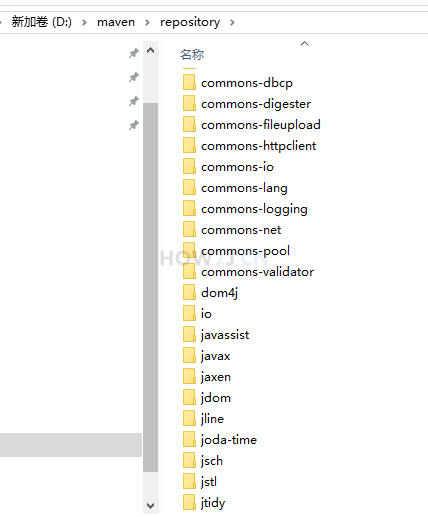 新加卷 (D:) > maven > repository >
名称
commons-dbcp
commons-digester
commons-fileupload
commons-httpclient
commons-io
commons-lang
commons-logging
commons-net
commons-pool
HOW2J.CN
commons-validator
dom4j
io
javassist
javax
jaxen
jdom
jline
joda-time
jsch
jstl
jtidy